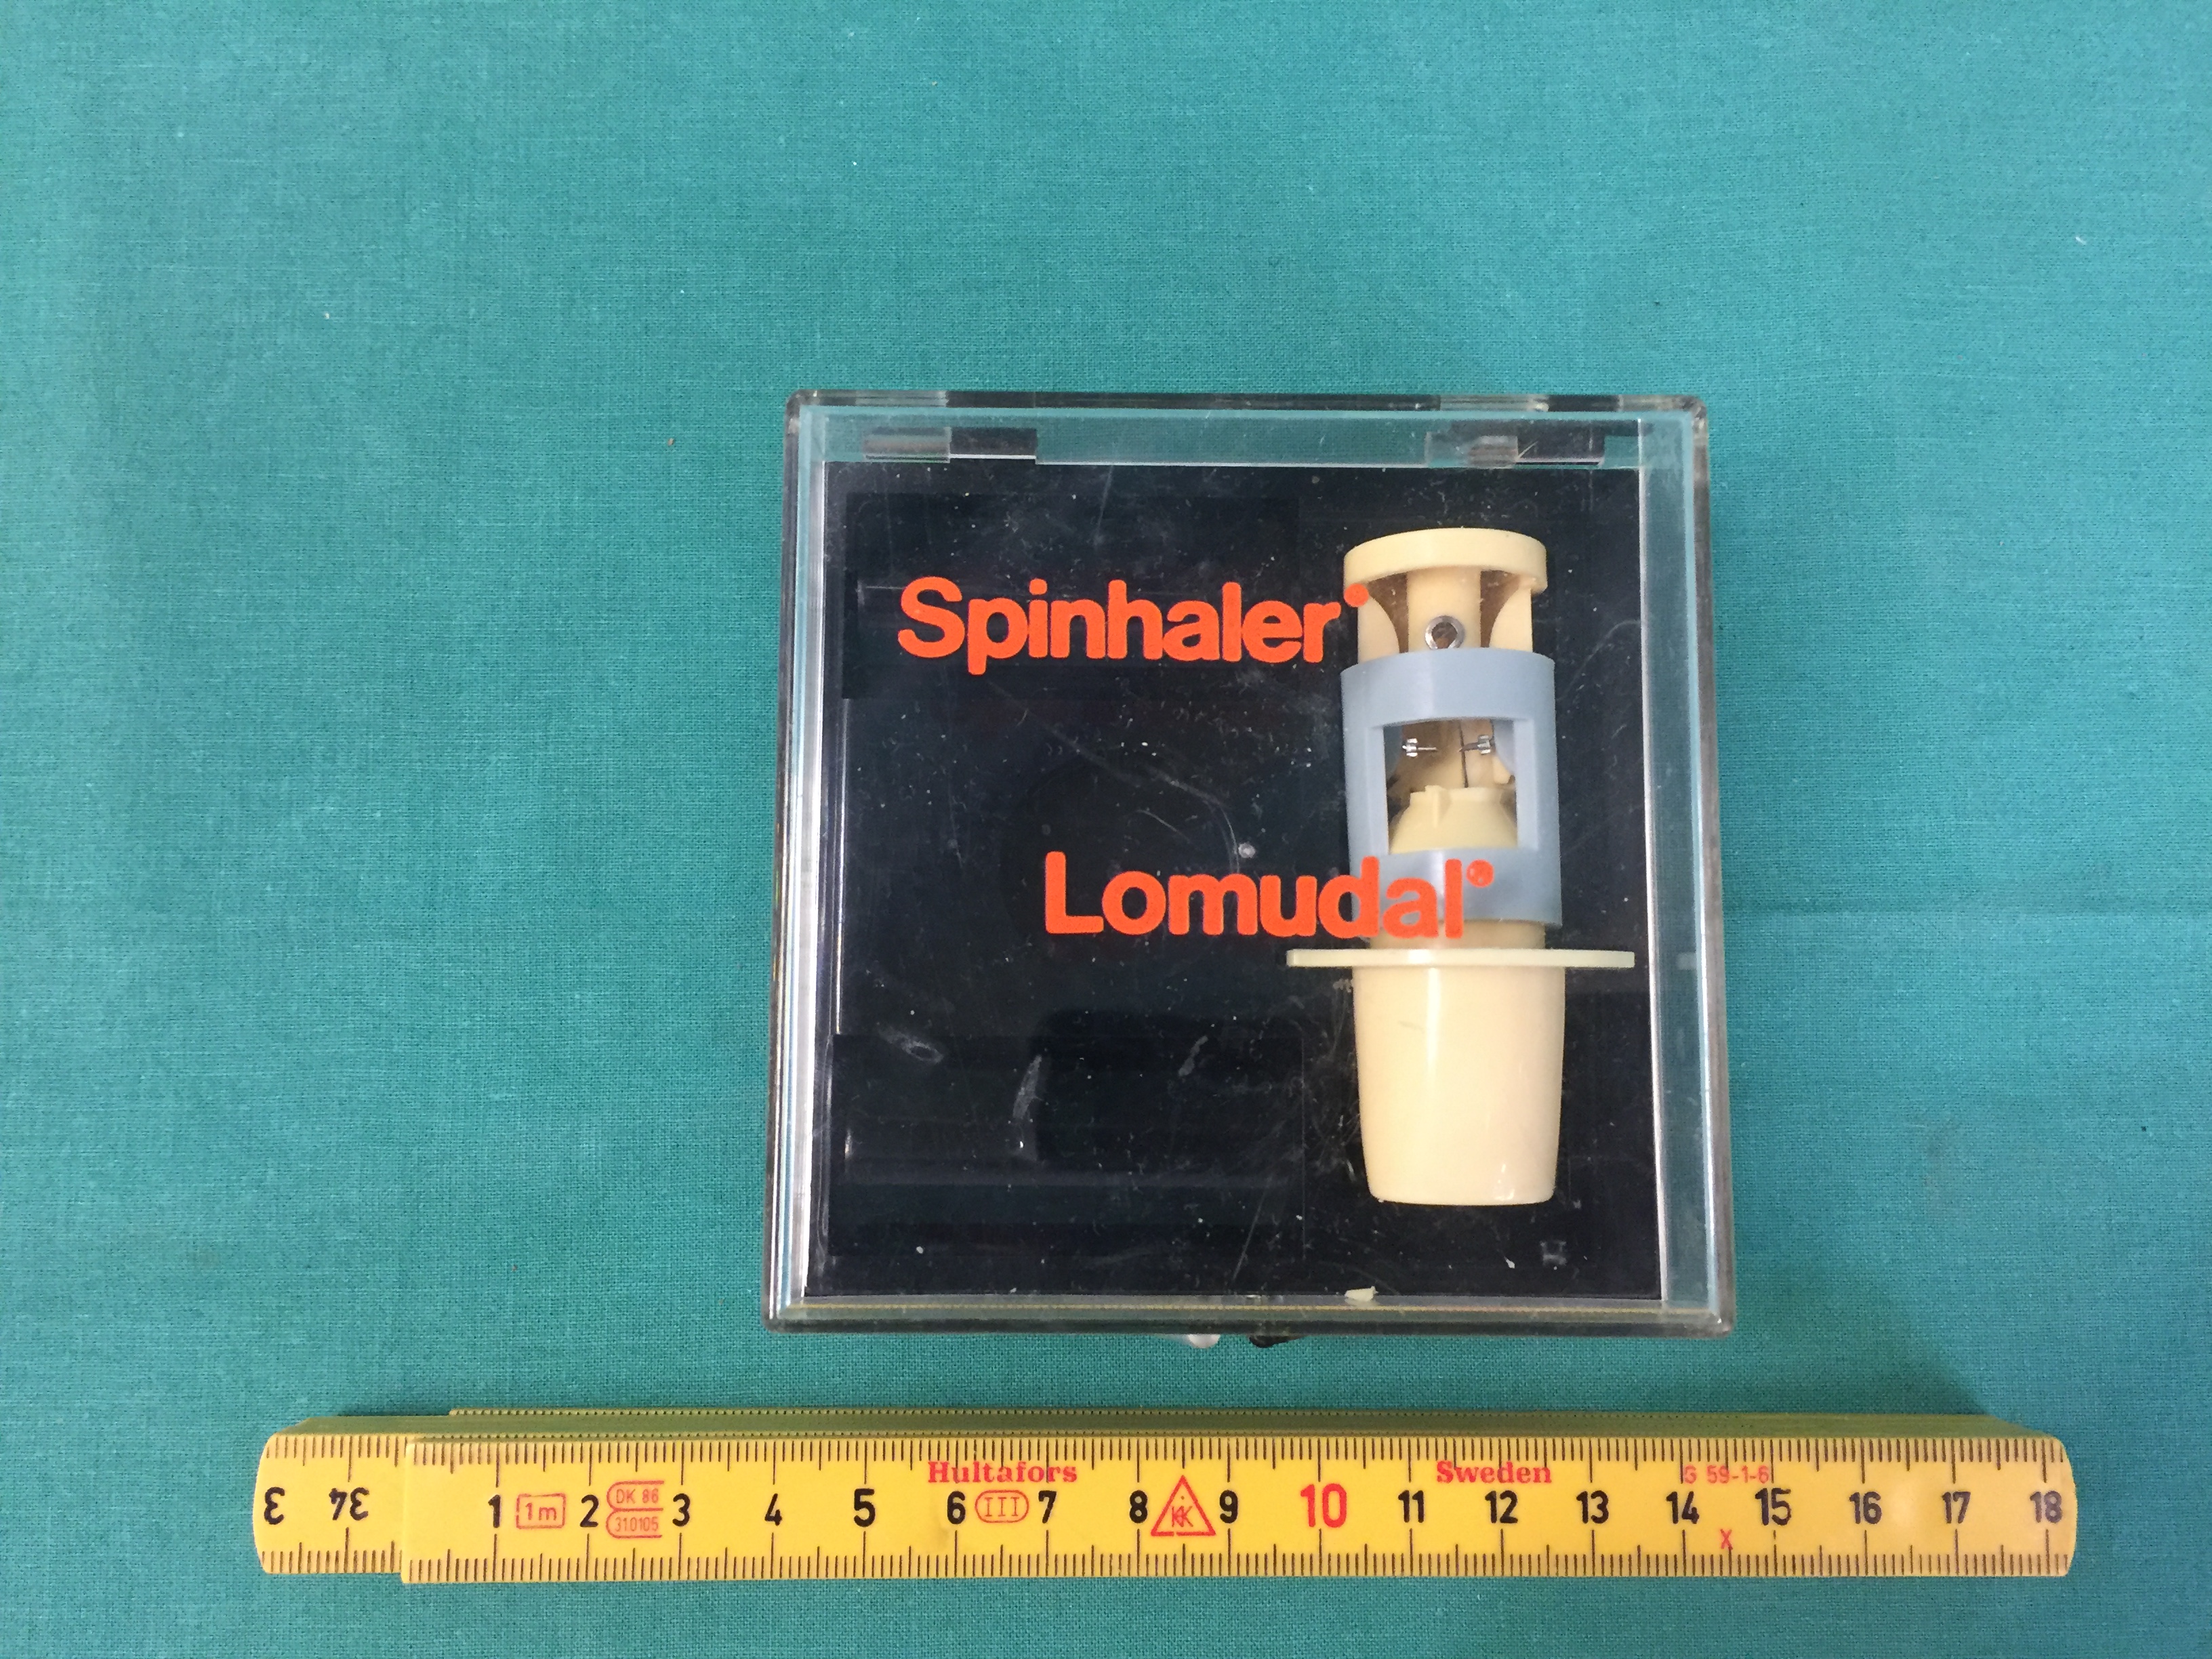 Spinhaler®
Lomudal®
Hultafors Sweden G 59-1-6
3 34 1 1m 2 DK 86 3 4 5 6 III 7 8 KK 9 10 11 12 13 14 15 16 17 18
310105 X